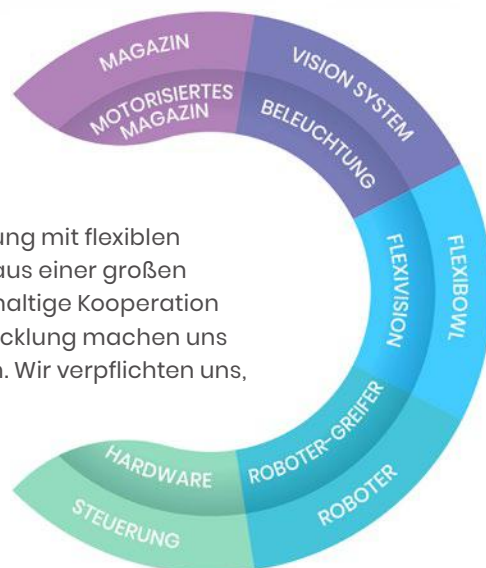 MAGAZIN
MOTORISIERTES
MAGAZIN
VISION SYSTEM
BELEUCHTUNG
FLEXIBOWL
FLEXIVISION
ung mit flexiblen
aus einer großen
haltige Kooperation
cklung machen uns
n. Wir verpflichten uns,
ROBOTER-GREIFER
ROBOTER
HARDWARE
STEUERUNG